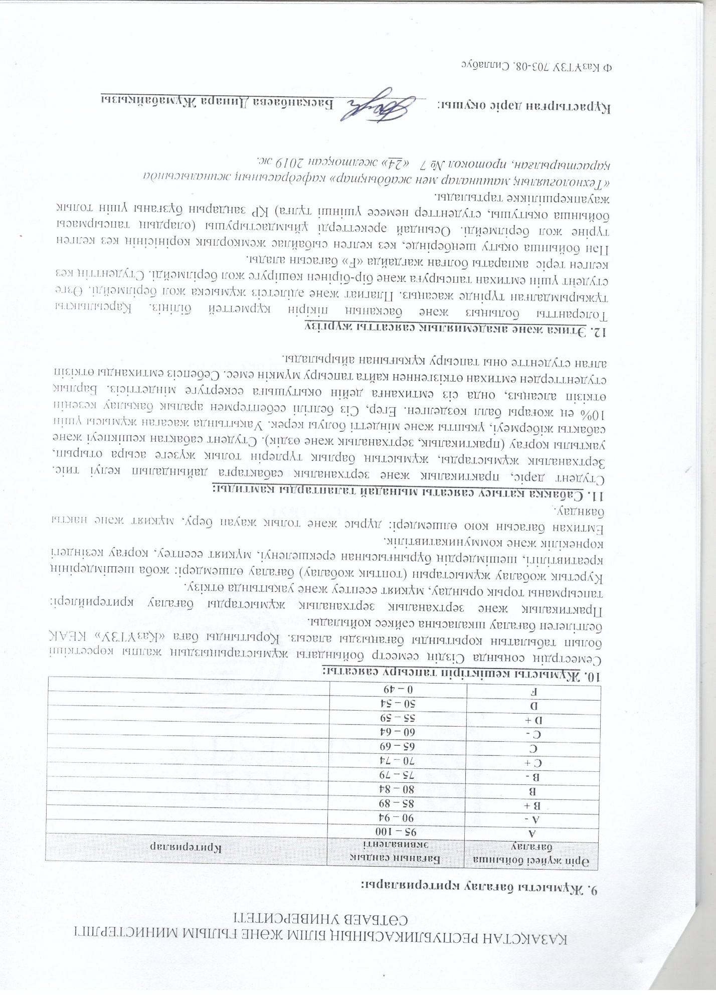 ҚАЗАҚСТАН РЕСПУБЛИКАСЫНЫҢ БІЛІМ ЖӘНЕ ҒЫЛЫМ МИНИСТЕРЛІГІ
СӘТБАЕВ УНИВЕРСИТЕТІ
9. Жұмысты бағалау критериялары:
Әріп жүйесі бойынша бағалау | Бағаның сандық эквиваленті | Критериялар
A | 95 – 100
A - | 90 – 94
B + | 85 – 89
B | 80 – 84
B - | 75 – 79
C + | 70 – 74
C | 65 – 69
C - | 60 – 64
D + | 55 – 59
D | 50 – 54
F | 0 – 49
10. Жұмысты кешіктіріп тапсыру саясаты:
Семестрдің соңында Сіздің семестр бойындағы жұмыстарыңыздың жалпы көрсеткіші
болып табылатын қорытынды бағаңызды аласыз. Қорытынды баға «ҚазҰТЗУ» КЕАҚ
белгіленген бағалау шкаласына сәйкес қойылады.
Практикалық және зертханалық зертханалық жұмыстарды бағалау критерийлері:
тапсырманы торық орындау, мұқият есептеу және уақытында өткізу.
Курстық жобалау жұмыстарын (топтық жобалау) бағалау өлшемдері: жоба шешімдерінің
креативтілігі, шешімдердің бұрынғысынан ерекшеленуі, мұқият есептеу, қорғау кезіндегі
көрнекілік және коммуникативтілік.
Емтихан бағасын кою өлшемдері: дұрыс және толық жауап беру, мұқият және нақты
баяндау.
11. Сабаққа қатысу саясаты мынадай талаптарды қамтиды:
Студент дәріс, практикалық және зертханалық сабақтарға дайындалып келуі тиіс.
Зертханалық жұмыстарды, жұмыстың барлық түрлерін толық жүзеге асыра отырып,
уақтылы қорғау (практикалық, зертханалық және өздік). Студент сабақтан кешікпеуі және
сабақты жібермеуі, ұқыпты және міндетті болуы керек. Уақытында жасаған жұмысы үшін
10% ең жоғары балл көзделген. Егер, Сіз белгілі себептермен аралық бақылау кезеңін
өткізіп алсаңыз, онда сіз емтиханға дейін оқытушыға ескертуге міндеттісіз. Барлық
студенттерден емтихан өткізгеннен қайта тапсыру мүмкін емес. Себепсіз емтиханды өткізіп
алған студентте оны тапсыру құқығынан айырылады.
12. Этика және академиялық саясатты жүргізу
Толерантты болыңыз және басқаның пікірін құрметтей біліңіз. Қарсылықты
тұжырымдалған түрінде жасаңыз. Плагиат және әділетсіз жұмысқа жол берілмейді. Өзге
студент үшін емтихан тапсыруға және бір-бірінен көшіруге жол берілмейді. Студенттің кез
келген теріс ақпараты болған жағдайда «F» бағасын алады.
Пән бойынша оқыту шеңберінде, кез келген сыбайлас жемқорлық көрінісінің кез келген
түріне жол берілмейді. Осындай әрекеттерді ұйымдастырушы (олардың тапсырмасы
бойынша оқытушы, студенттер немесе үшінші тұлға) ҚР заңдарын бұзғаны үшін толық
жауапкершілікке тартылады.
«Технологиялық машиналар мен жабдықтар» кафедрасының жиналысында
қарастырылған, протокол № 7 «24» желтоқсан 2019 ж.
Құрастырған дәріс оқушы: Басқанбаева Динара Жұмабайқызы
Ф ҚазҰТЗУ 703-08. Силлабус